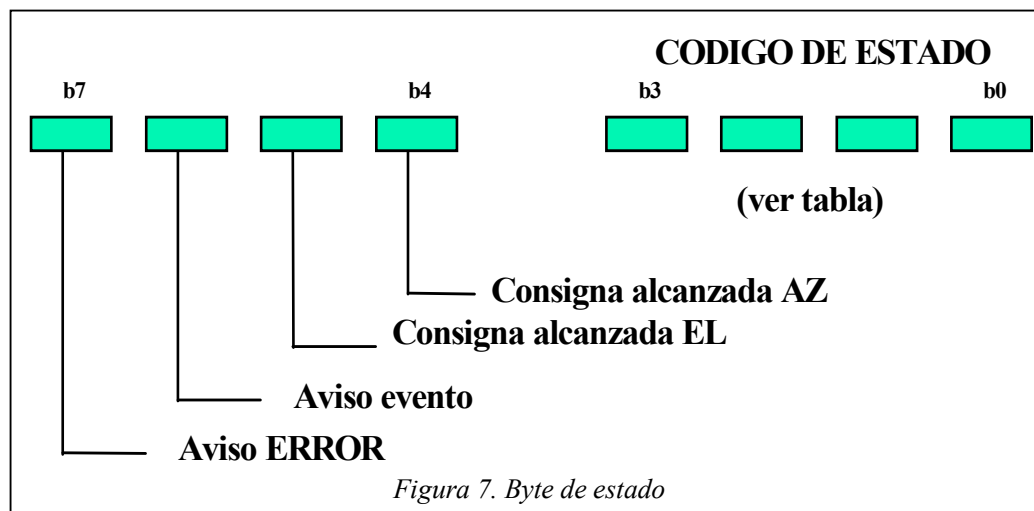 CODIGO DE ESTADO
b7 b4 b3 b0
(ver tabla)
Consigna alcanzada AZ
Consigna alcanzada EL
Aviso evento
Aviso ERROR
Figura 7. Byte de estado